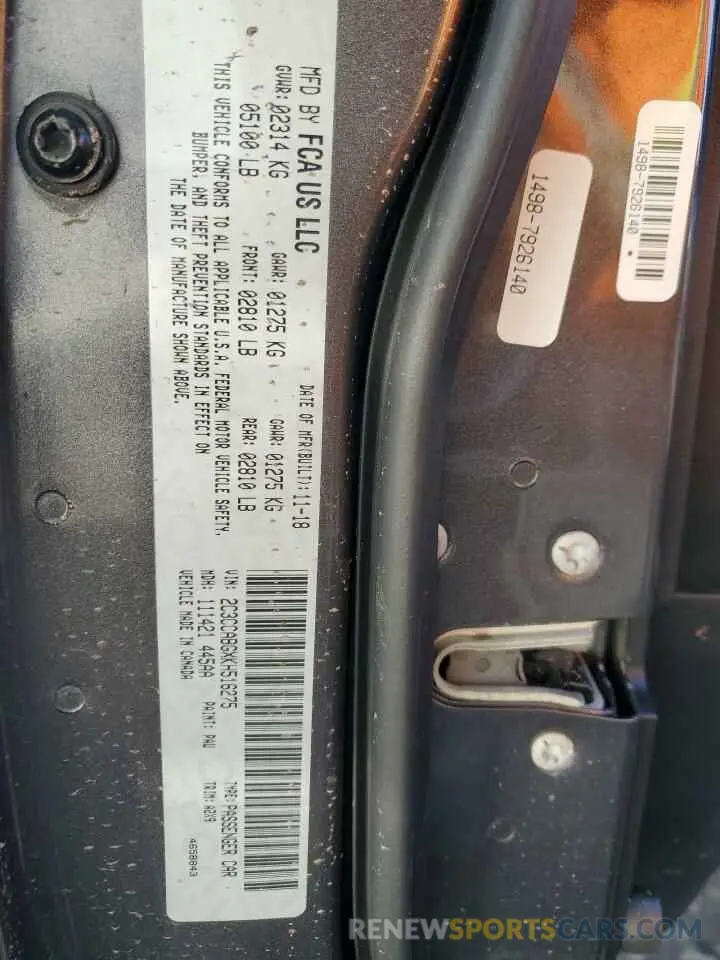 MFD BY FCA US LLC
DATE OF MFR(BUILT): 11-18
GVWR: 02314 KG GAWR: 01275 KG GAWR: 01275 KG
05100 LB FRONT: 02810 LB REAR: 02810 LB
THIS VEHICLE CONFORMS TO ALL APPLICABLE U.S.A. FEDERAL MOTOR VEHICLE SAFETY,
BUMPER, AND THEFT PREVENTION STANDARDS IN EFFECT ON
THE DATE OF MANUFACTURE SHOWN ABOVE.
VIN: 2C3CCABGXKH516275 TYPE: PASSENGER CAR
MDH: 111421 445AA PAINT: PAU TRIM: A2X9
VEHICLE MADE IN CANADA
4658843
1498-7926140
1498-7926140
RENEWSPORTSCARS.COM